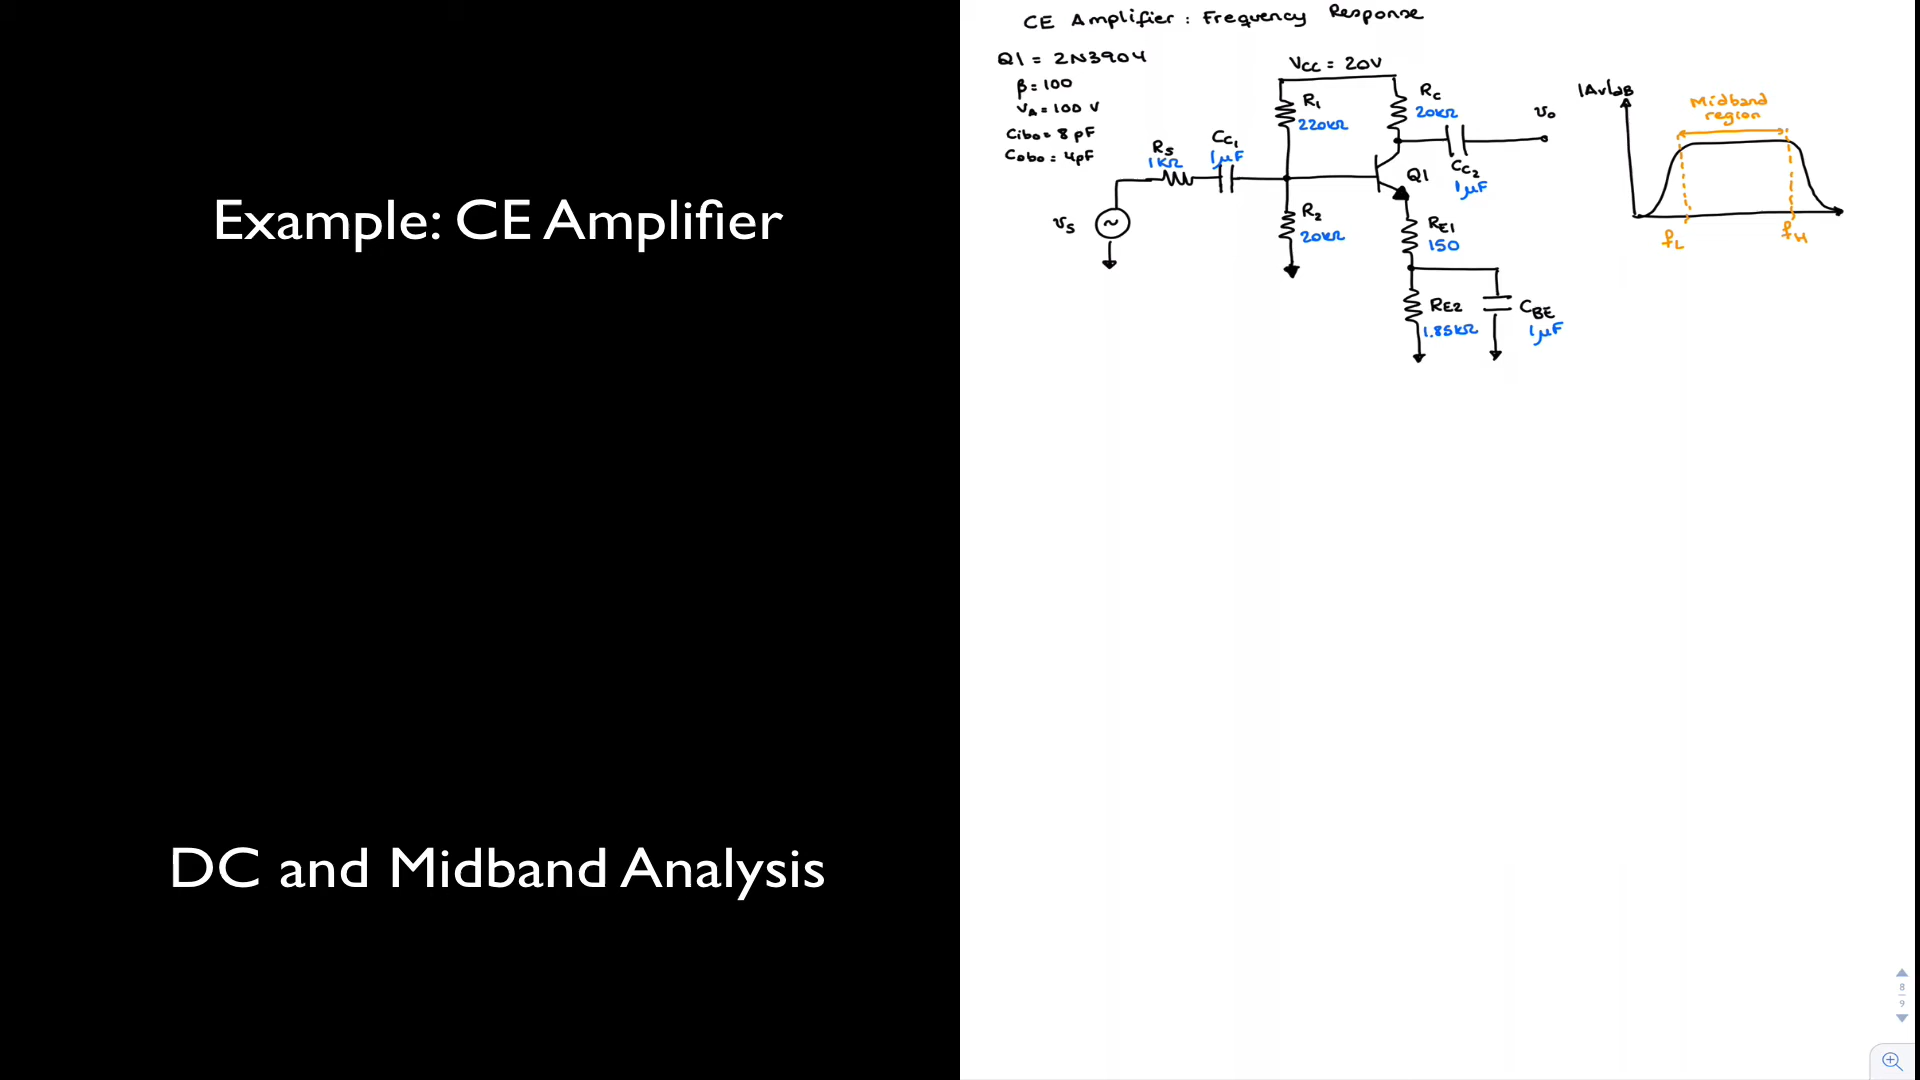 Example: CE Amplifier
DC and Midband Analysis
CE Amplifier : Frequency Response
Q1 = 2N3904
β = 100
VA = 100 V
Cibo = 8 pF
Cobo = 4pF
VCC = 20V
R1
220kΩ
RC
20kΩ
vo
RS
1kΩ
CC1
1μF
Q1
CC2
1μF
vs
R2
20kΩ
RE1
150
RE2
1.85kΩ
CBE
1μF
|Av|dB
Midband
region
fL
fH
8
9